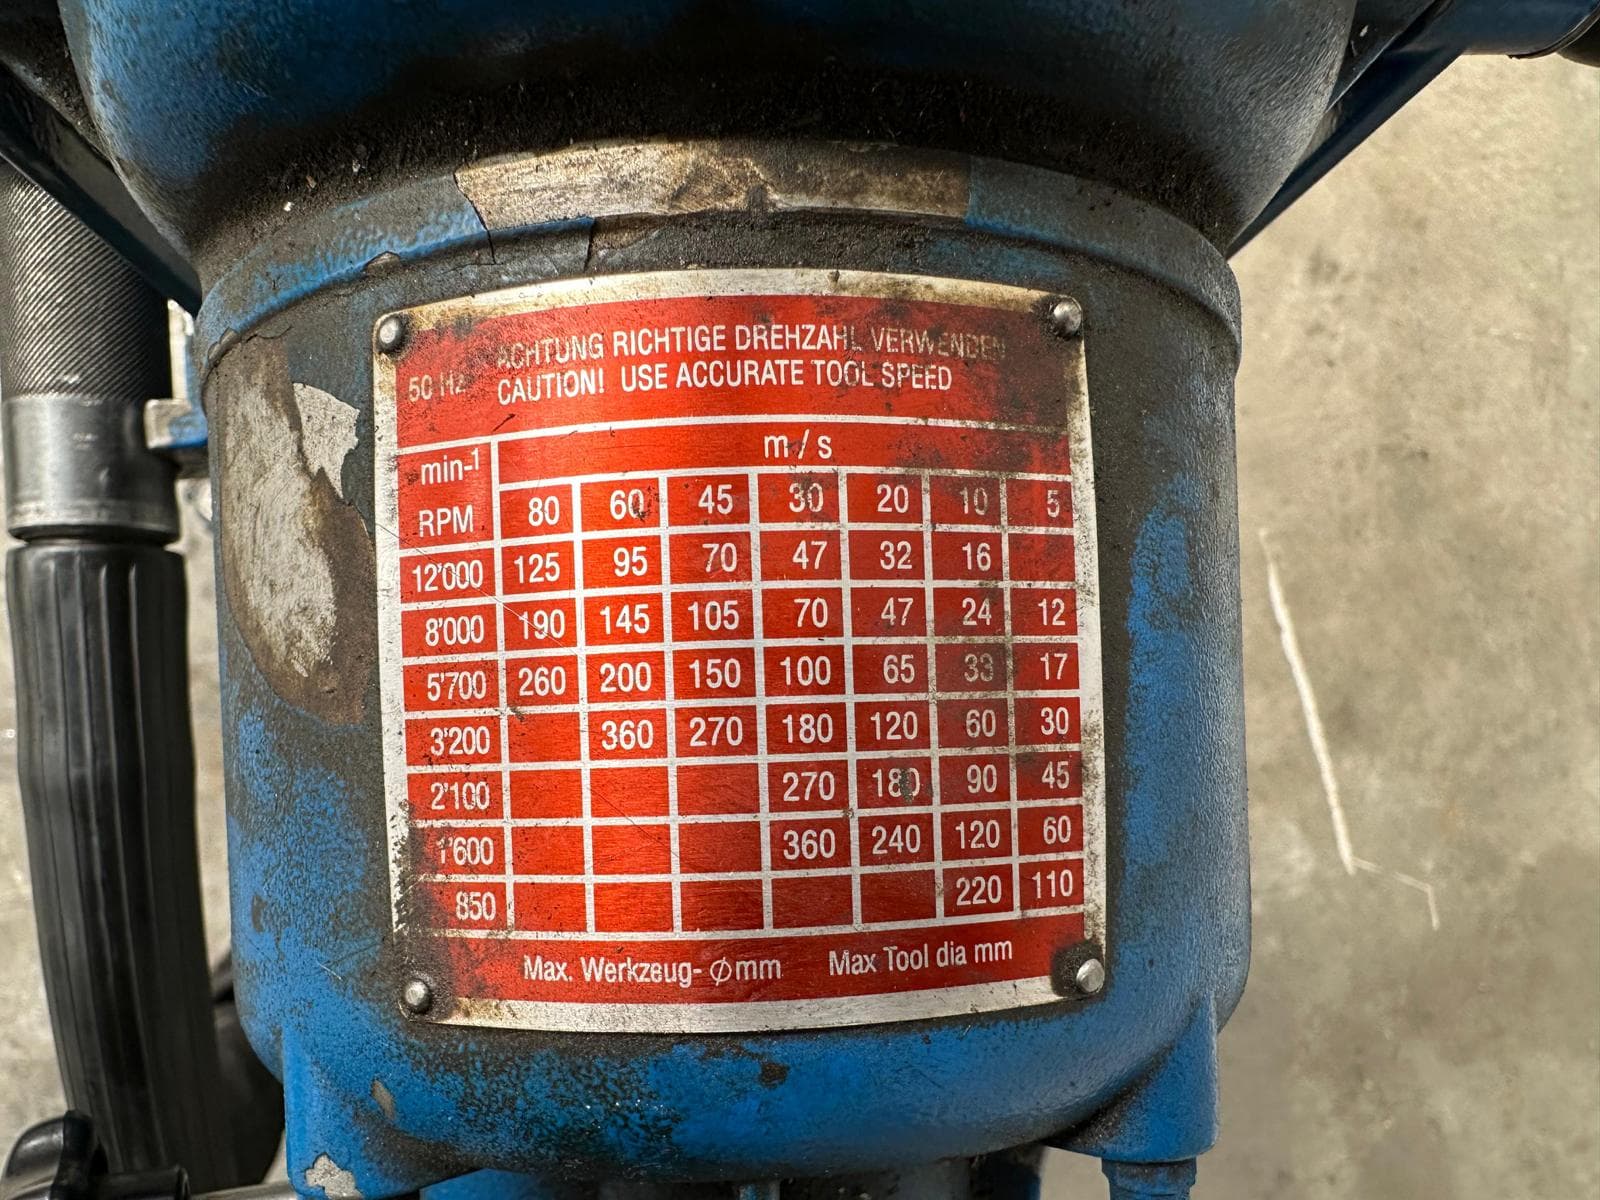 ACHTUNG RICHTIGE DREHZAHL VERWENDEN
50 Hz CAUTION! USE ACCURATE TOOL SPEED
min-1 m / s
RPM 80 60 45 30 20 10 5
12'000 125 95 70 47 32 16
8'000 190 145 105 70 47 24 12
5'700 260 200 150 100 65 33 17
3'200 360 270 180 120 60 30
2'100 270 180 90 45
1'600 360 240 120 60
850 220 110
Max. Werkzeug- Ømm Max Tool dia mm